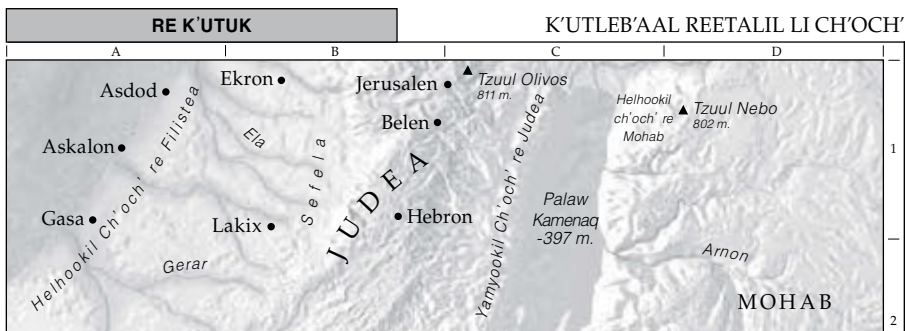 RE K'UTUK
K'UTLEB'AAL REETALIL LI CH'OCH'
A B C D
Asdod
Ekron
Jerusalen
Tzuul Olivos
811 m.
Belen
Helhookil
ch'och' re
Mohab
Tzuul Nebo
802 m.
Askalon
Helhookil Ch'och' re Filistea
Ela
Sefela
JUDEA
Yamyookil Ch'och' re Judea
1
Gasa
Lakix
Hebron
Palaw
Kamenaq
-397 m.
Gerar
Arnon
MOHAB
2